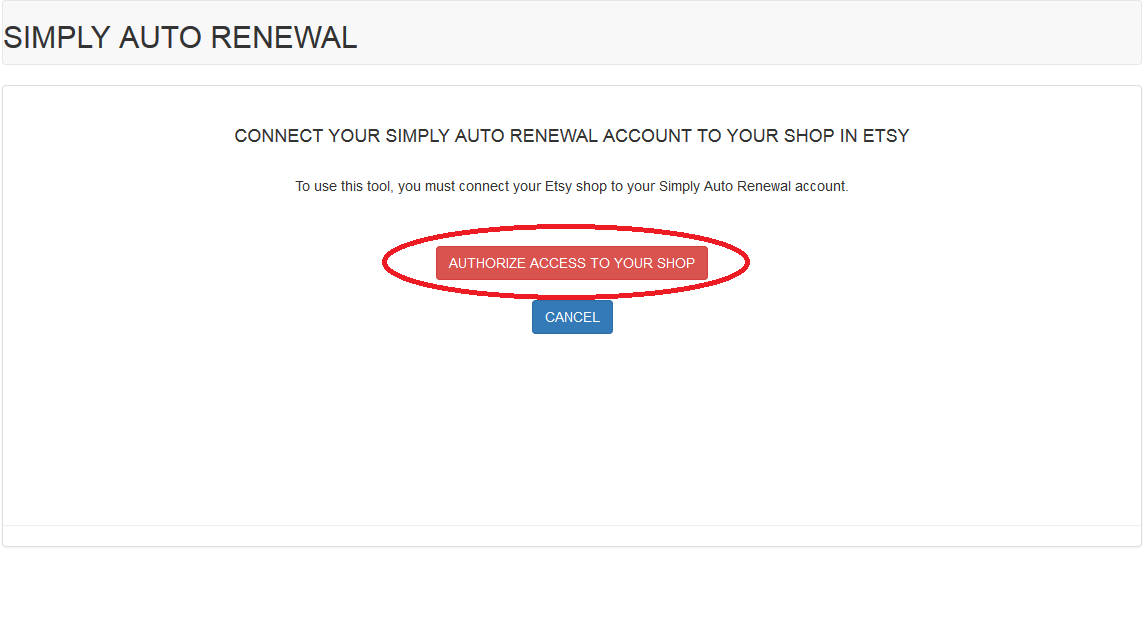 SIMPLY AUTO RENEWAL
CONNECT YOUR SIMPLY AUTO RENEWAL ACCOUNT TO YOUR SHOP IN ETSY
To use this tool, you must connect your Etsy shop to your Simply Auto Renewal account.
AUTHORIZE ACCESS TO YOUR SHOP
CANCEL